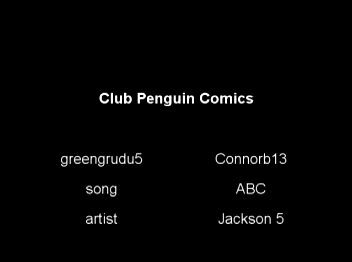 Club Penguin Comics
greengrudu5 Connorb13
song ABC
artist Jackson 5